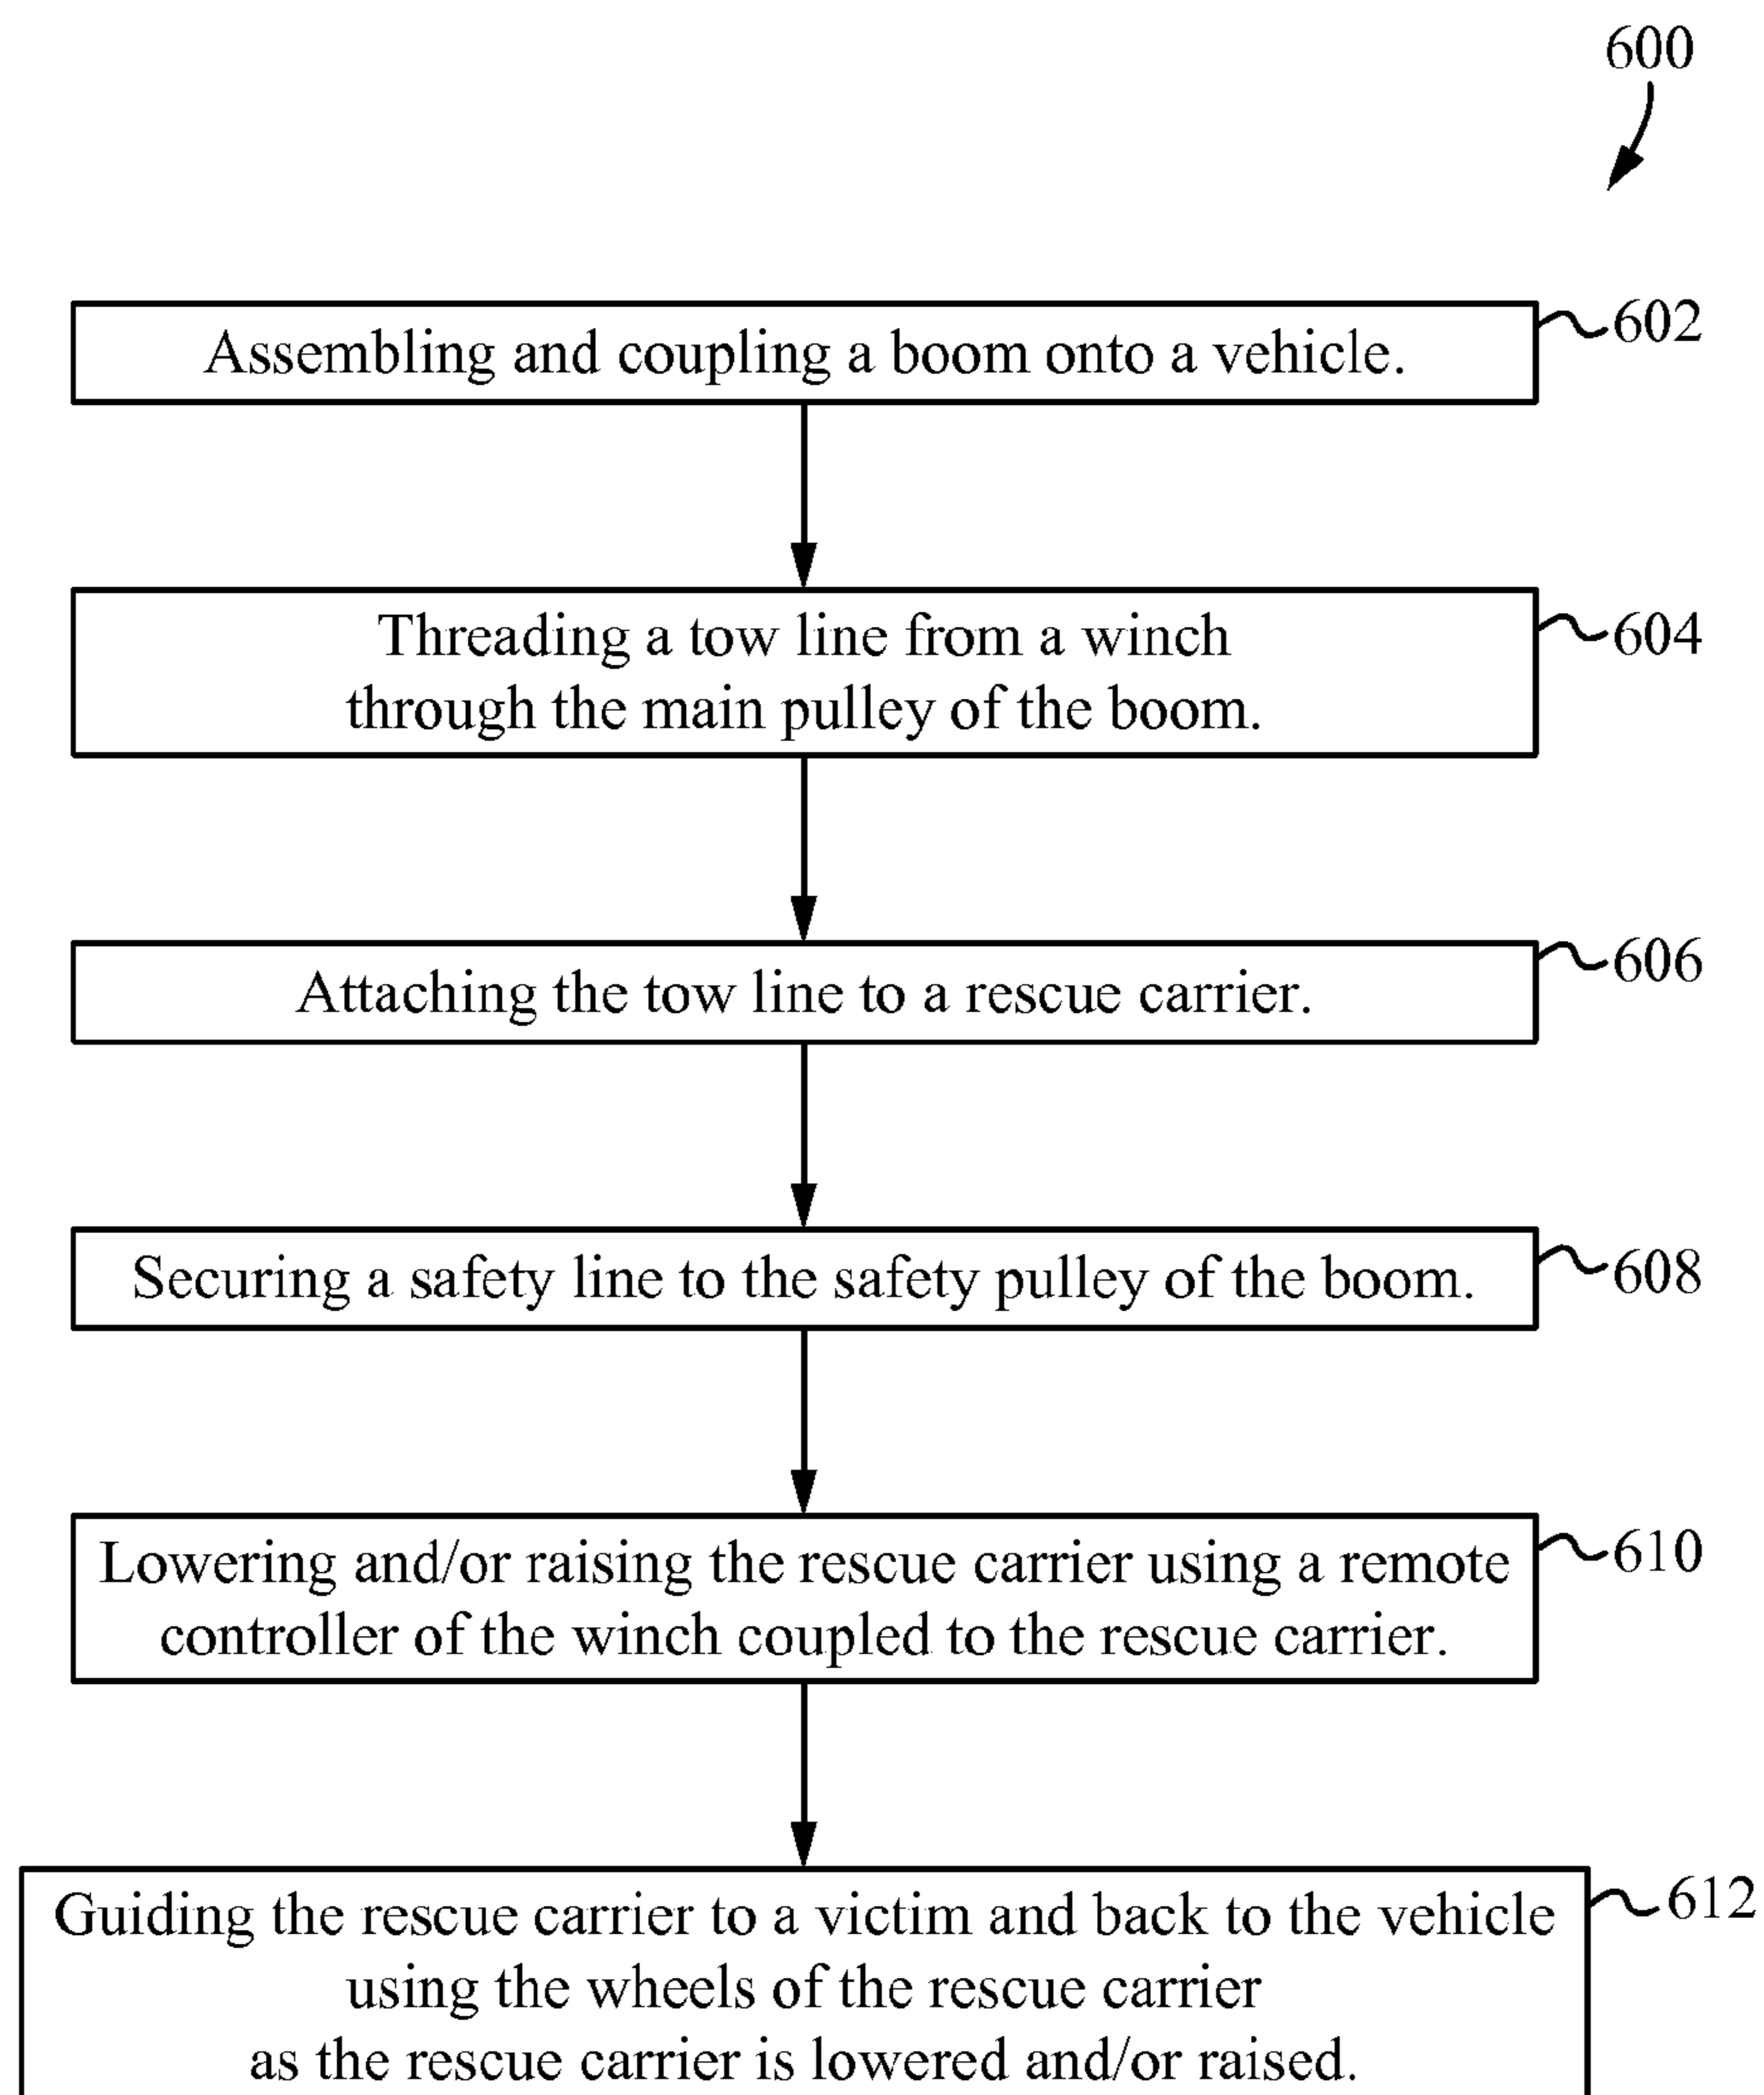 600
Assembling and coupling a boom onto a vehicle.
602
Threading a tow line from a winch
through the main pulley of the boom.
604
Attaching the tow line to a rescue carrier.
606
Securing a safety line to the safety pulley of the boom.
608
Lowering and/or raising the rescue carrier using a remote
controller of the winch coupled to the rescue carrier.
610
Guiding the rescue carrier to a victim and back to the vehicle
using the wheels of the rescue carrier
as the rescue carrier is lowered and/or raised.
612